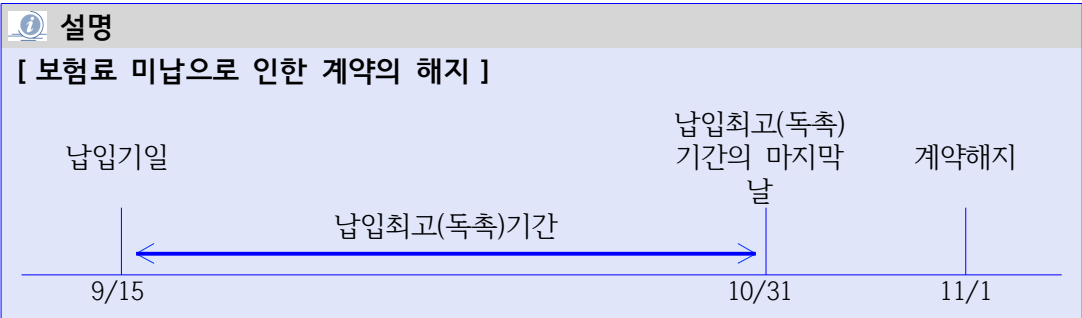 설명
[ 보험료 미납으로 인한 계약의 해지 ]
납입기일
납입최고(독촉)
기간의 마지막
날
계약해지
납입최고(독촉)기간
9/15
10/31
11/1